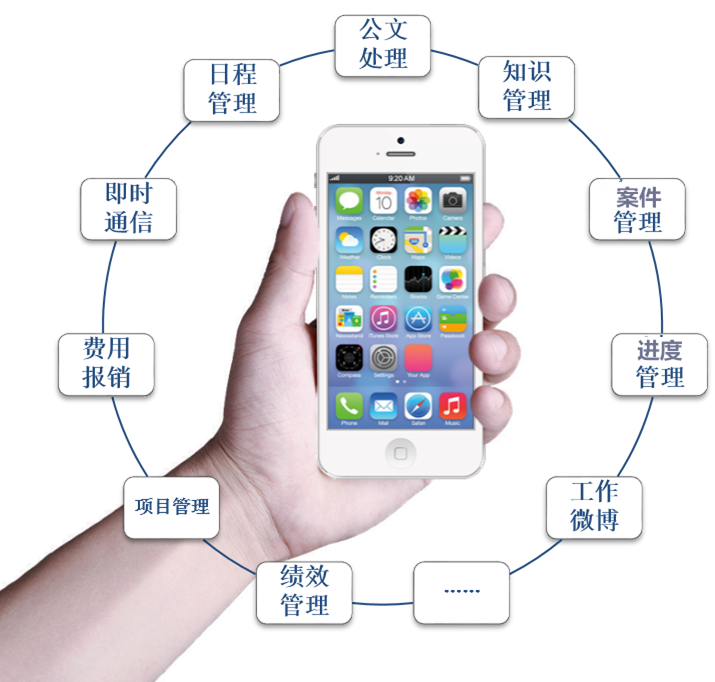 公文
处理
知识
管理
案件
管理
进度
管理
工作
微博
……
绩效
管理
项目管理
费用
报销
即时
通信
日程
管理
9:20 AM
Monday
10
Messages
Calendar
Photos
Camera
Weather
Clock
Maps
Videos
Notes
Reminders
Stocks
Game Center
Newsstand
iTunes Store
App Store
Passbook
Compass
Settings
Your App
Phone
Mail
Safari
Music